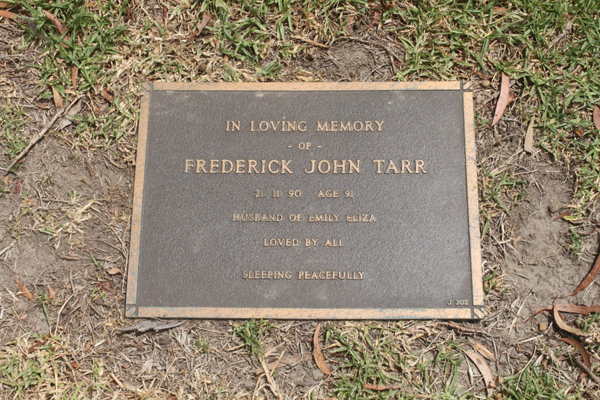 IN LOVING MEMORY
- OF -
FREDERICK JOHN TARR
21 11 90 AGE 91
HUSBAND OF EMILY ELIZA
LOVED BY ALL
SLEEPING PEACEFULLY
J. 202